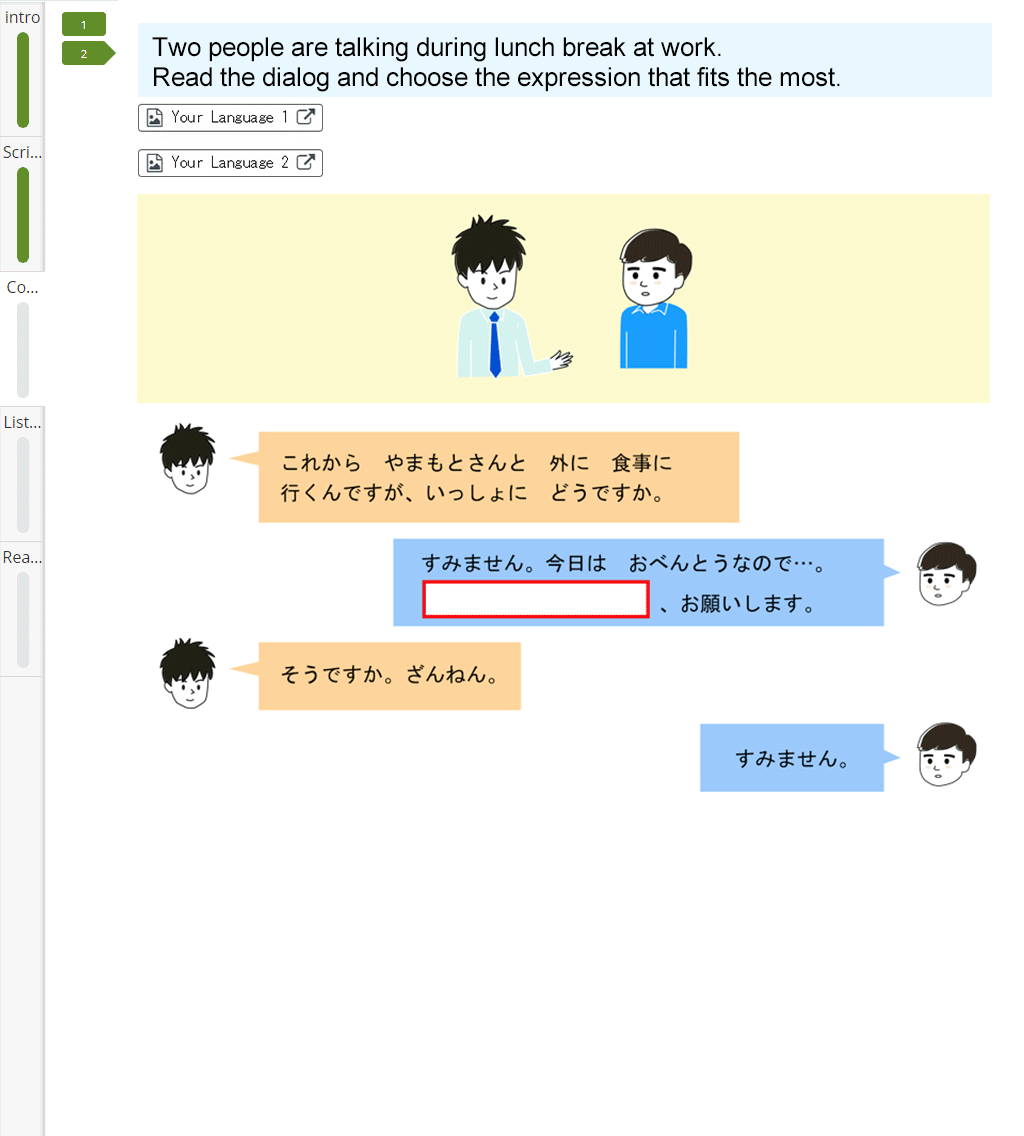 intro
Scri...
Co...
List...
Rea...
1
2
Two people are talking during lunch break at work.
Read the dialog and choose the expression that fits the most.
Your Language 1
Your Language 2
これから　やまもとさんと　外に　食事に
行くんですが、いっしょに　どうですか。
すみません。今日は　おべんとうなので…。
、お願いします。
そうですか。ざんねん。
すみません。